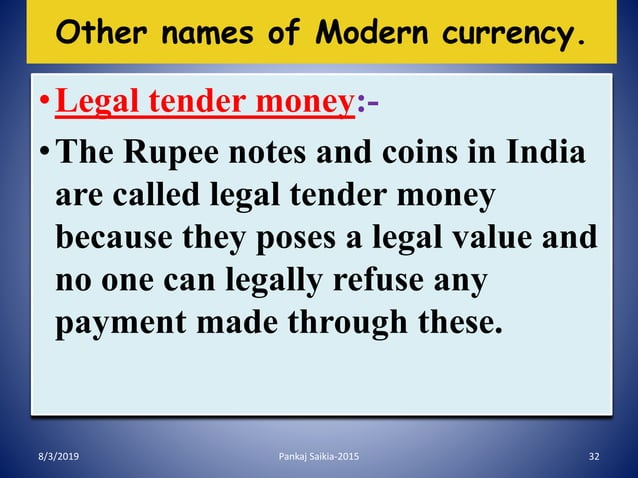 Other names of Modern currency.
•Legal tender money:-
•The Rupee notes and coins in India
are called legal tender money
because they poses a legal value and
no one can legally refuse any
payment made through these.
8/3/2019 Pankaj Saikia-2015 32